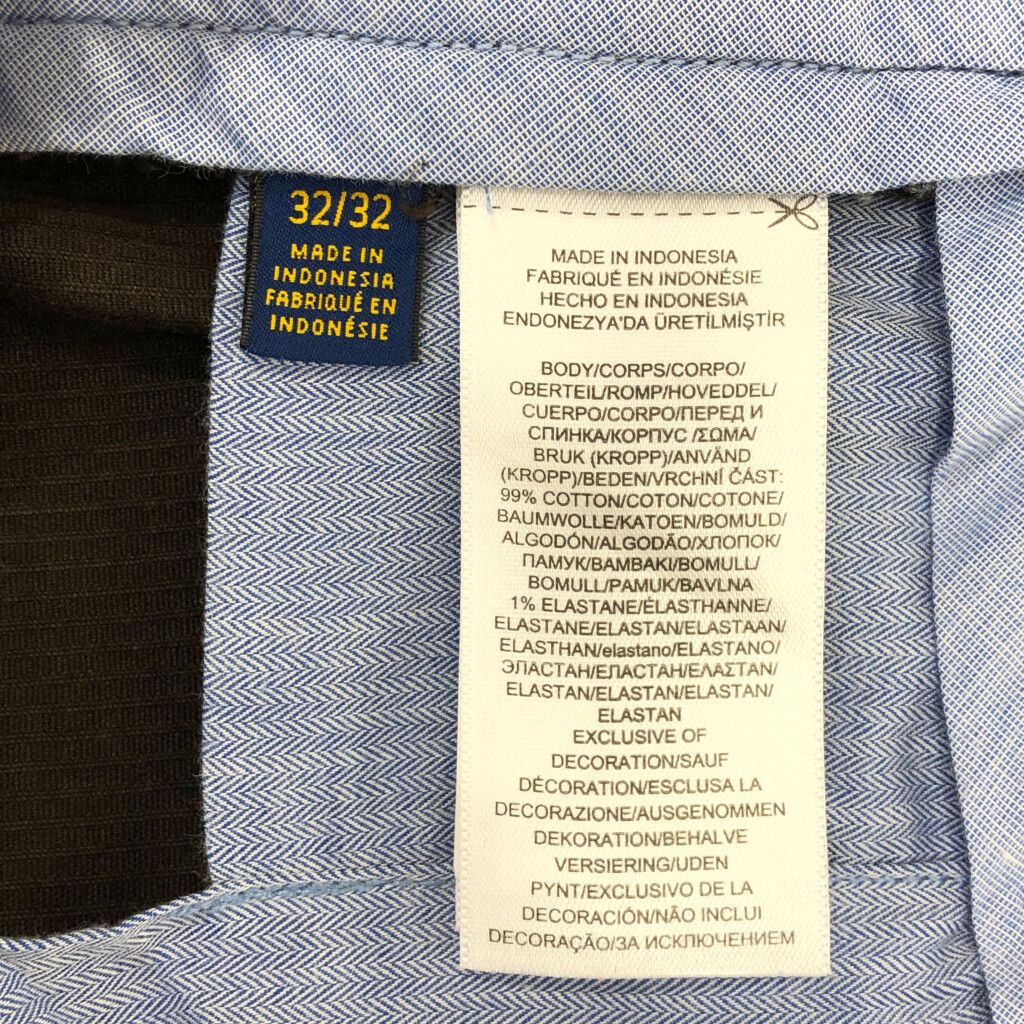 32/32
MADE IN
INDONESIA
FABRIQUÉ EN
INDONÉSIE
MADE IN INDONESIA
FABRIQUÉ EN INDONÉSIE
HECHO EN INDONESIA
ENDONEZYA'DA ÜRETİLMİŞTİR
BODY/CORPS/CORPO/
OBERTEIL/ROMP/HOVEDDEL/
CUERPO/CORPO/ПЕРЕД И
СПИНКА/КОРПУС /ΣΩΜΑ/
BRUK (KROPP)/ANVÄND
(KROPP)/BEDEN/VRCHNÍ ČÁST:
99% COTTON/COTON/COTONE/
BAUMWOLLE/KATOEN/BOMULD/
ALGODÓN/ALGODÃO/ХЛОПОК/
ПАМУК/ΒΑΜΒΑΚΙ/BOMULL/
BOMULL/PAMUK/BAVLNA
1% ELASTANE/ÉLASTHANNE/
ELASTANE/ELASTAN/ELASTAAN/
ELASTHAN/elastano/ELASTANO/
ЭЛАСТАН/ЕЛАСТАН/ΕΛΑΣΤΑΝ/
ELASTAN/ELASTAN/ELASTAN/
ELASTAN
EXCLUSIVE OF
DECORATION/SAUF
DÉCORATION/ESCLUSA LA
DECORAZIONE/AUSGENOMMEN
DEKORATION/BEHALVE
VERSIERING/UDEN
PYNT/EXCLUSIVO DE LA
DECORACIÓN/NÃO INCLUI
DECORAÇÃO/ЗА ИСКЛЮЧЕНИЕМ